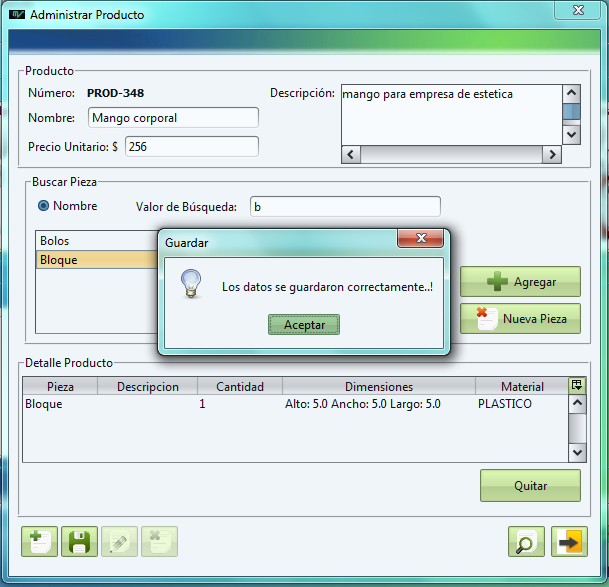 Administrar Producto
Producto
Número: PROD-348
Descripción: mango para empresa de estetica
Nombre: Mango corporal
Precio Unitario: $ 256
Buscar Pieza
Nombre Valor de Búsqueda: b
Bolos
Bloque
Guardar
Los datos se guardaron correctamente..!
Aceptar
Agregar
Nueva Pieza
Detalle Producto
Pieza Descripcion Cantidad Dimensiones Material
Bloque 1 Alto: 5.0 Ancho: 5.0 Largo: 5.0 PLASTICO
Quitar